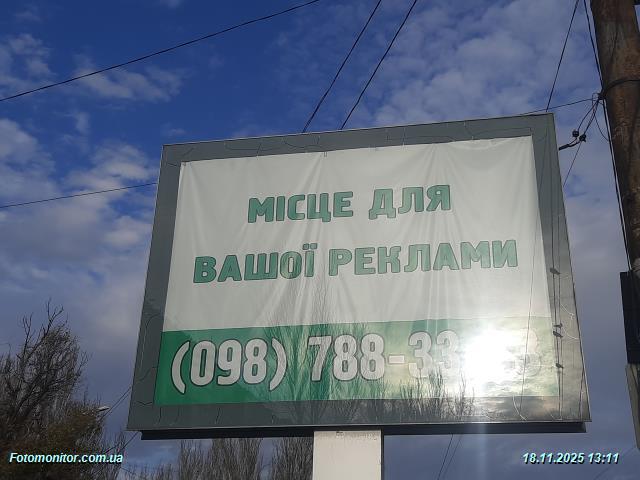 МІСЦЕ ДЛЯ
ВАШОЇ РЕКЛАМИ
(098) 788-33
Fotomonitor.com.ua
18.11.2025 13:11